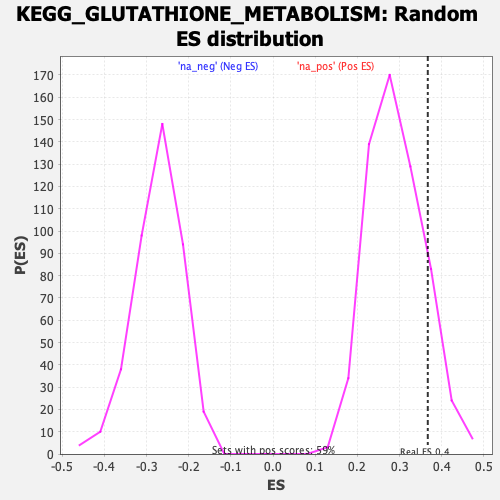 KEGG_GLUTATHIONE_METABOLISM: Random
ES distribution
'na_neg' (Neg ES) 'na_pos' (Pos ES)
170
160
150
140
130
120
110
100
90
80
70
60
50
40
30
20
10
0
P(ES)
Sets with pos scores: 59%
Real ES 0.4
-0.5 -0.4 -0.3 -0.2 -0.1 0.0 0.1 0.2 0.3 0.4 0.5
ES